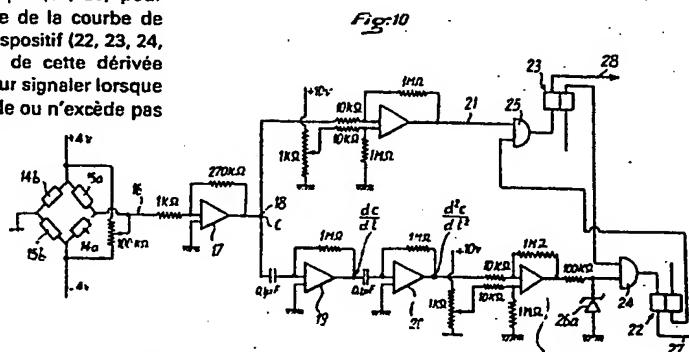 e de la courbe de
spositif (22, 23, 24,
de cette dérivée
ur signaler lorsque
de ou n'excède pas
Fig:10
23
28
25
+10v
1MΩ
10KΩ
10KΩ
21
1KΩ
1MΩ
+4v
14b
15a
16
1KΩ
270KΩ
18
17
c
15b
14a
100KΩ
-4v
0,1µF
1MΩ
19
dc
dt
0,1µF
1MΩ
20
d²c
dt²
+10v
1KΩ
10KΩ
10KΩ
1MΩ
1MΩ
100KΩ
26a
24
22
27